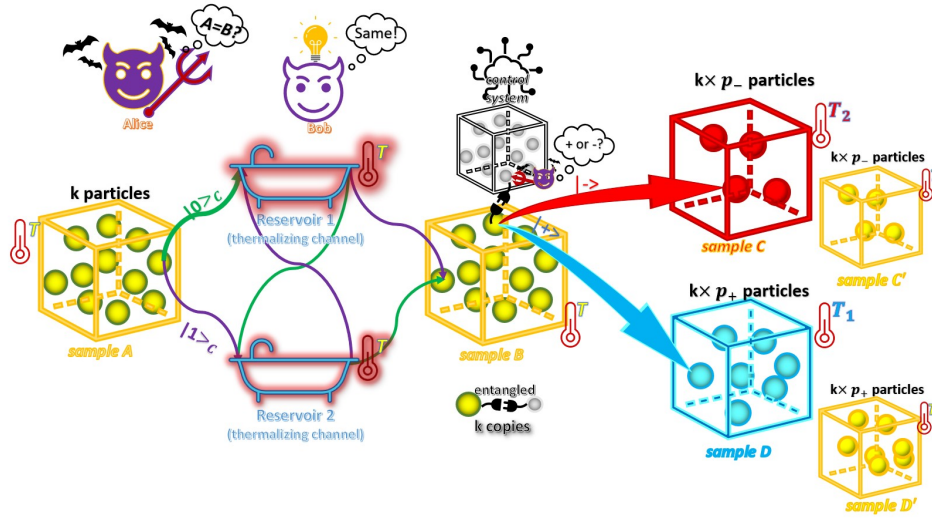 A=B?
Alice
Same!
Bob
control
system
+ or -?
k particles
T
|0>c
|1>c
sample A
T
Reservoir 1
(thermalizing channel)
T
Reservoir 2
(thermalizing channel)
|->
|+>
T
sample B
entangled
k copies
k× p₋ particles
T₂
sample C
k× p₋ particles
T
sample C'
k× p₊ particles
T₁
sample D
k× p₊ particles
T
sample D'